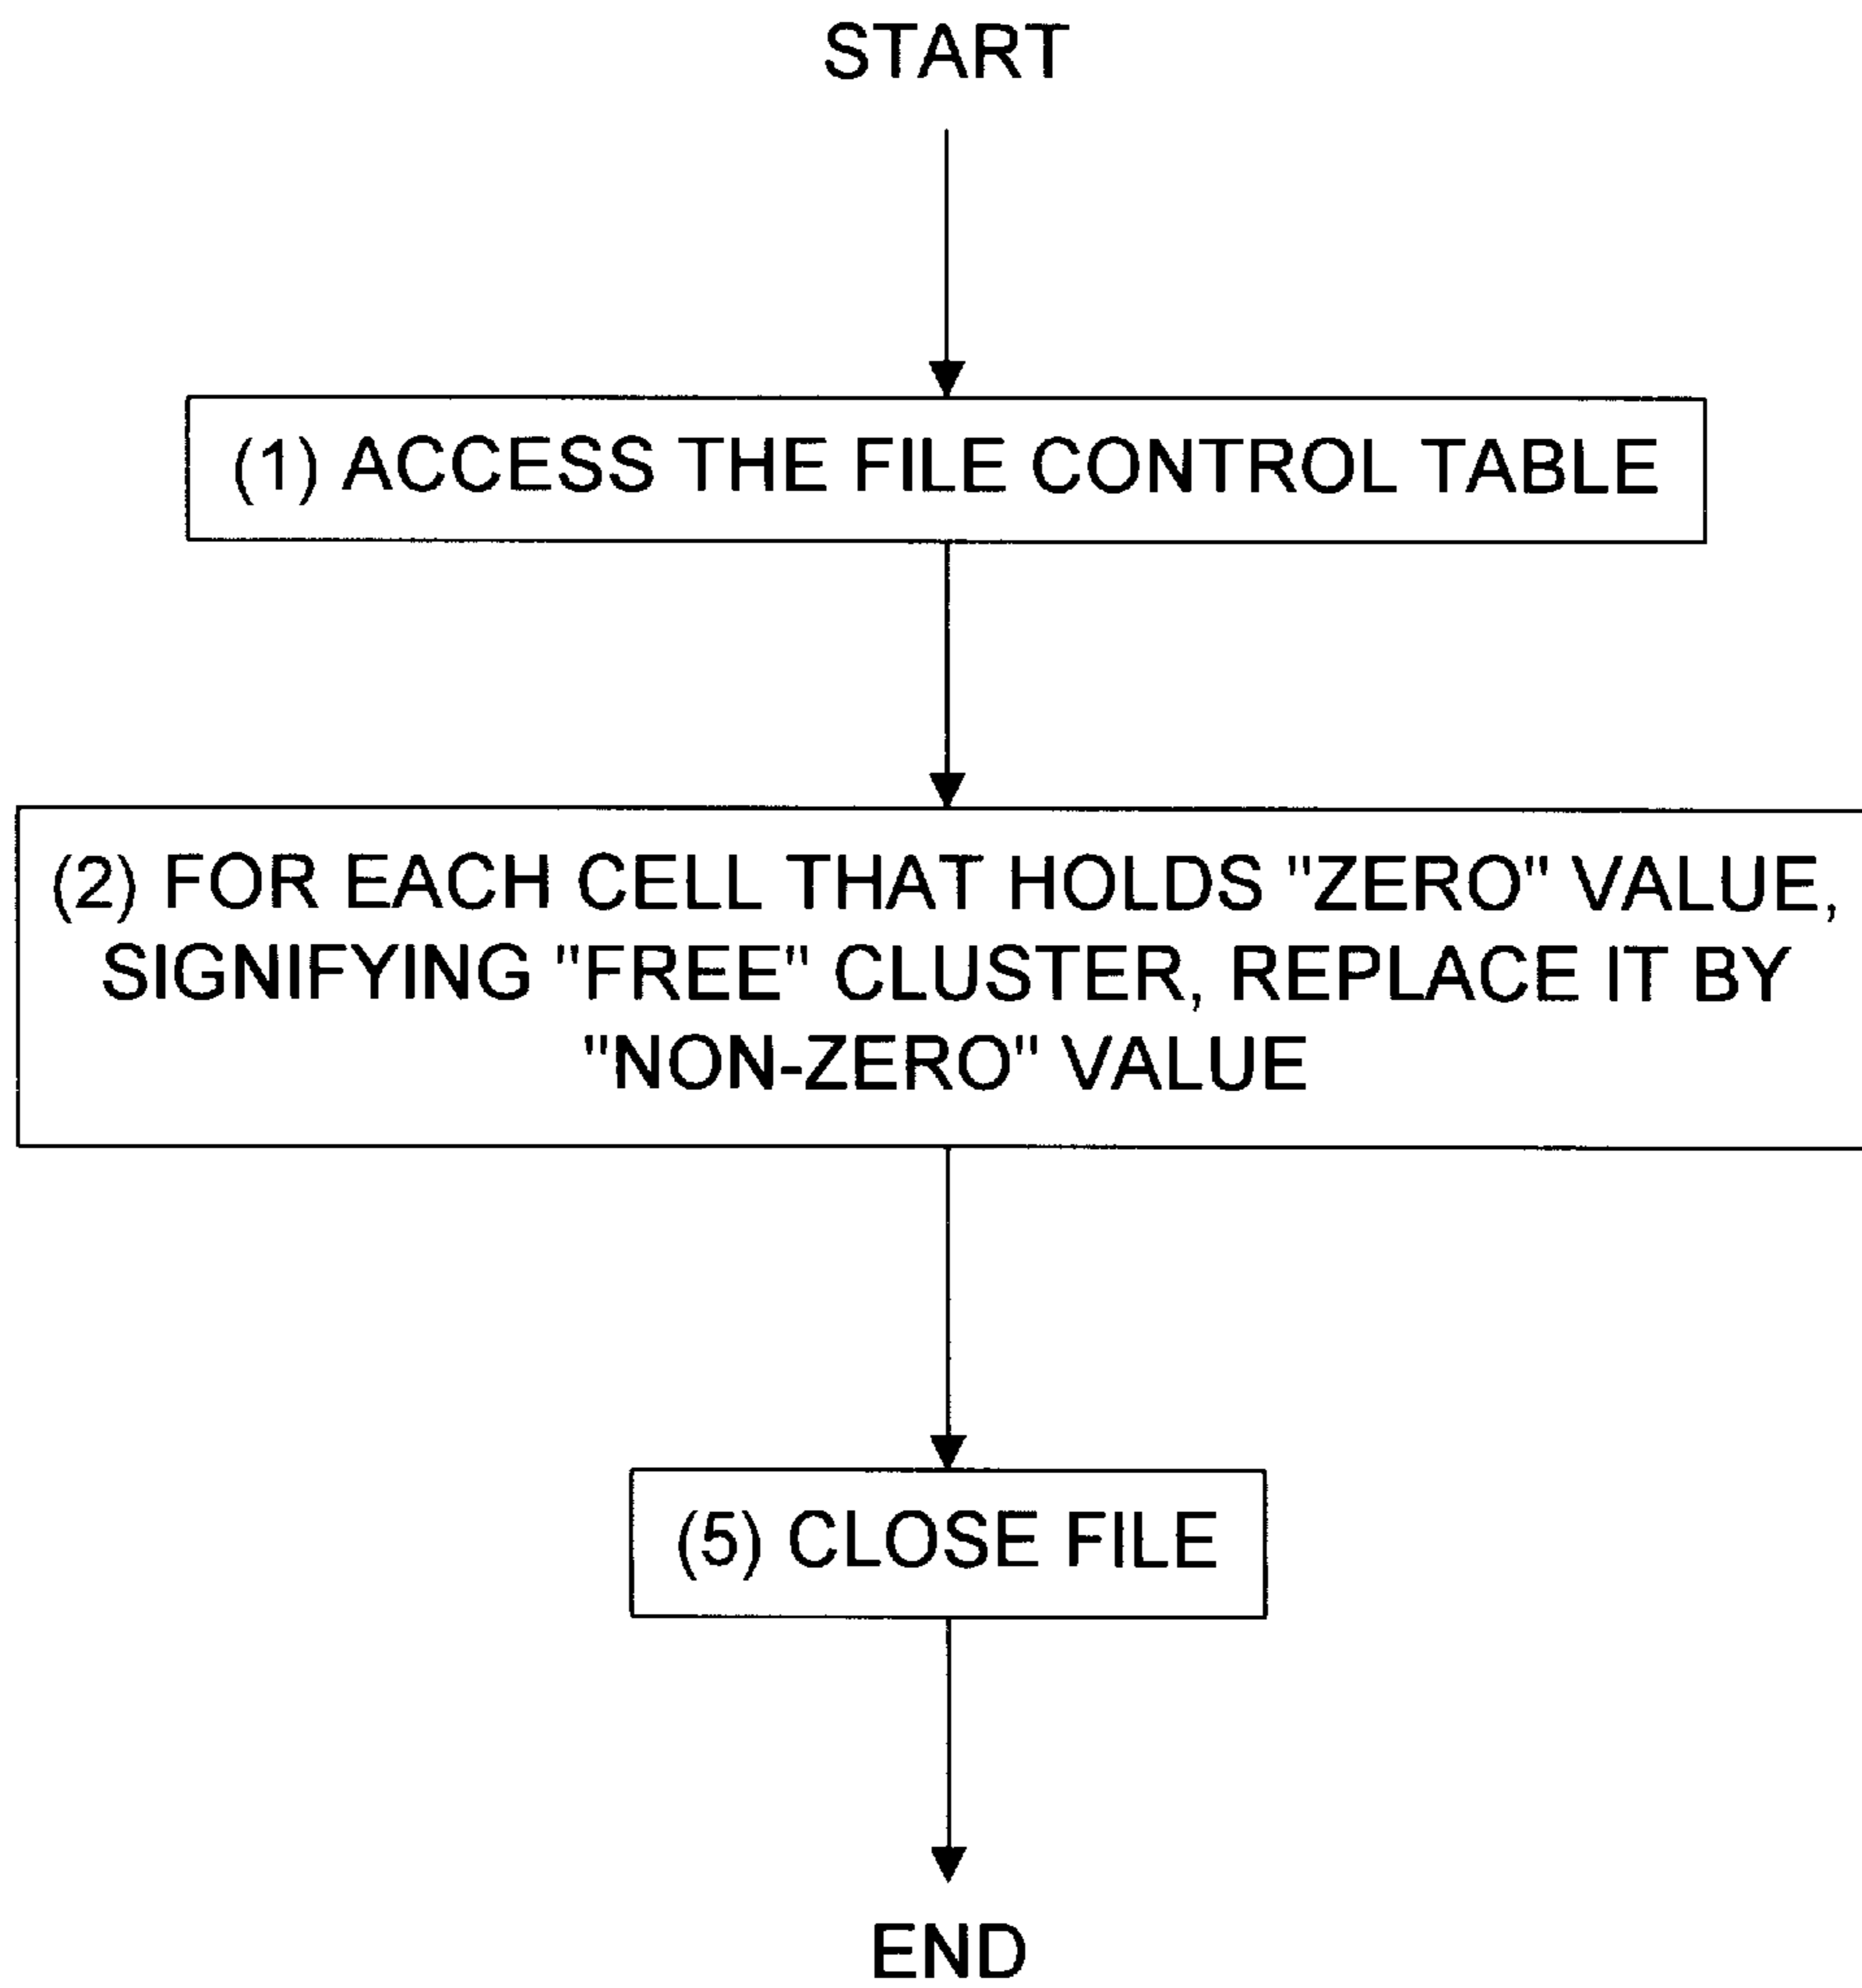 START
(1) ACCESS THE FILE CONTROL TABLE
(2) FOR EACH CELL THAT HOLDS "ZERO" VALUE,
SIGNIFYING "FREE" CLUSTER, REPLACE IT BY
"NON-ZERO" VALUE
(5) CLOSE FILE
END